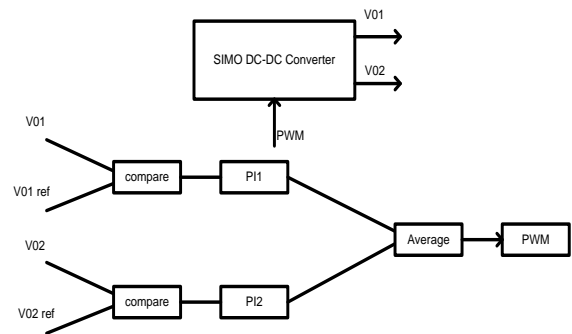 V01
SIMO DC-DC Converter
V02
PWM
V01
V01 ref
compare
PI1
V02
V02 ref
compare
PI2
Average
PWM